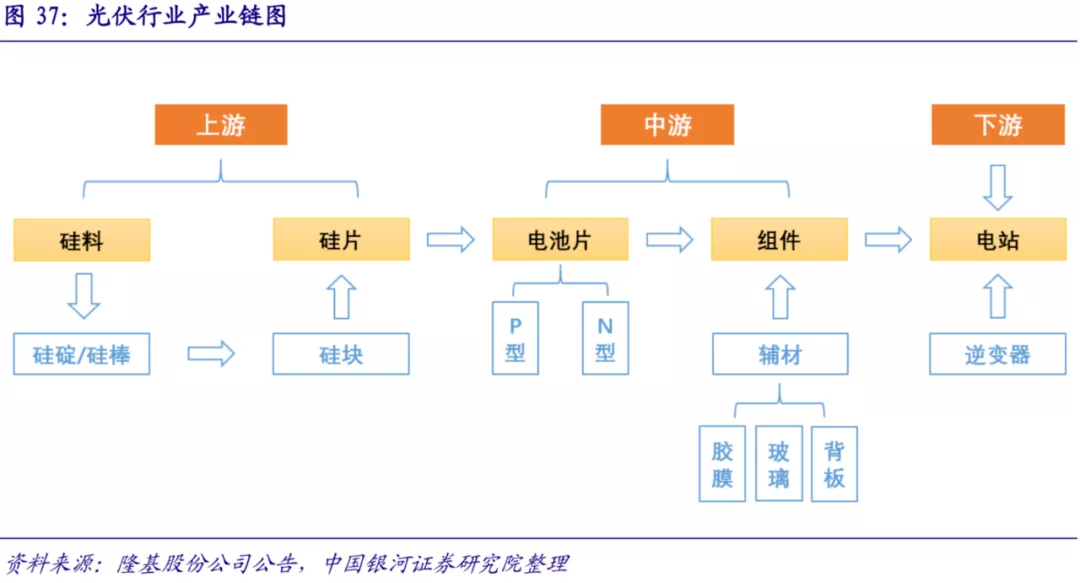 图 37：光伏行业产业链图
上游
中游
下游
硅料
硅片
电池片
组件
电站
硅碇/硅棒
硅块
P型
N型
辅材
逆变器
胶膜
玻璃
背板
资料来源：隆基股份公司公告，中国银河证券研究院整理